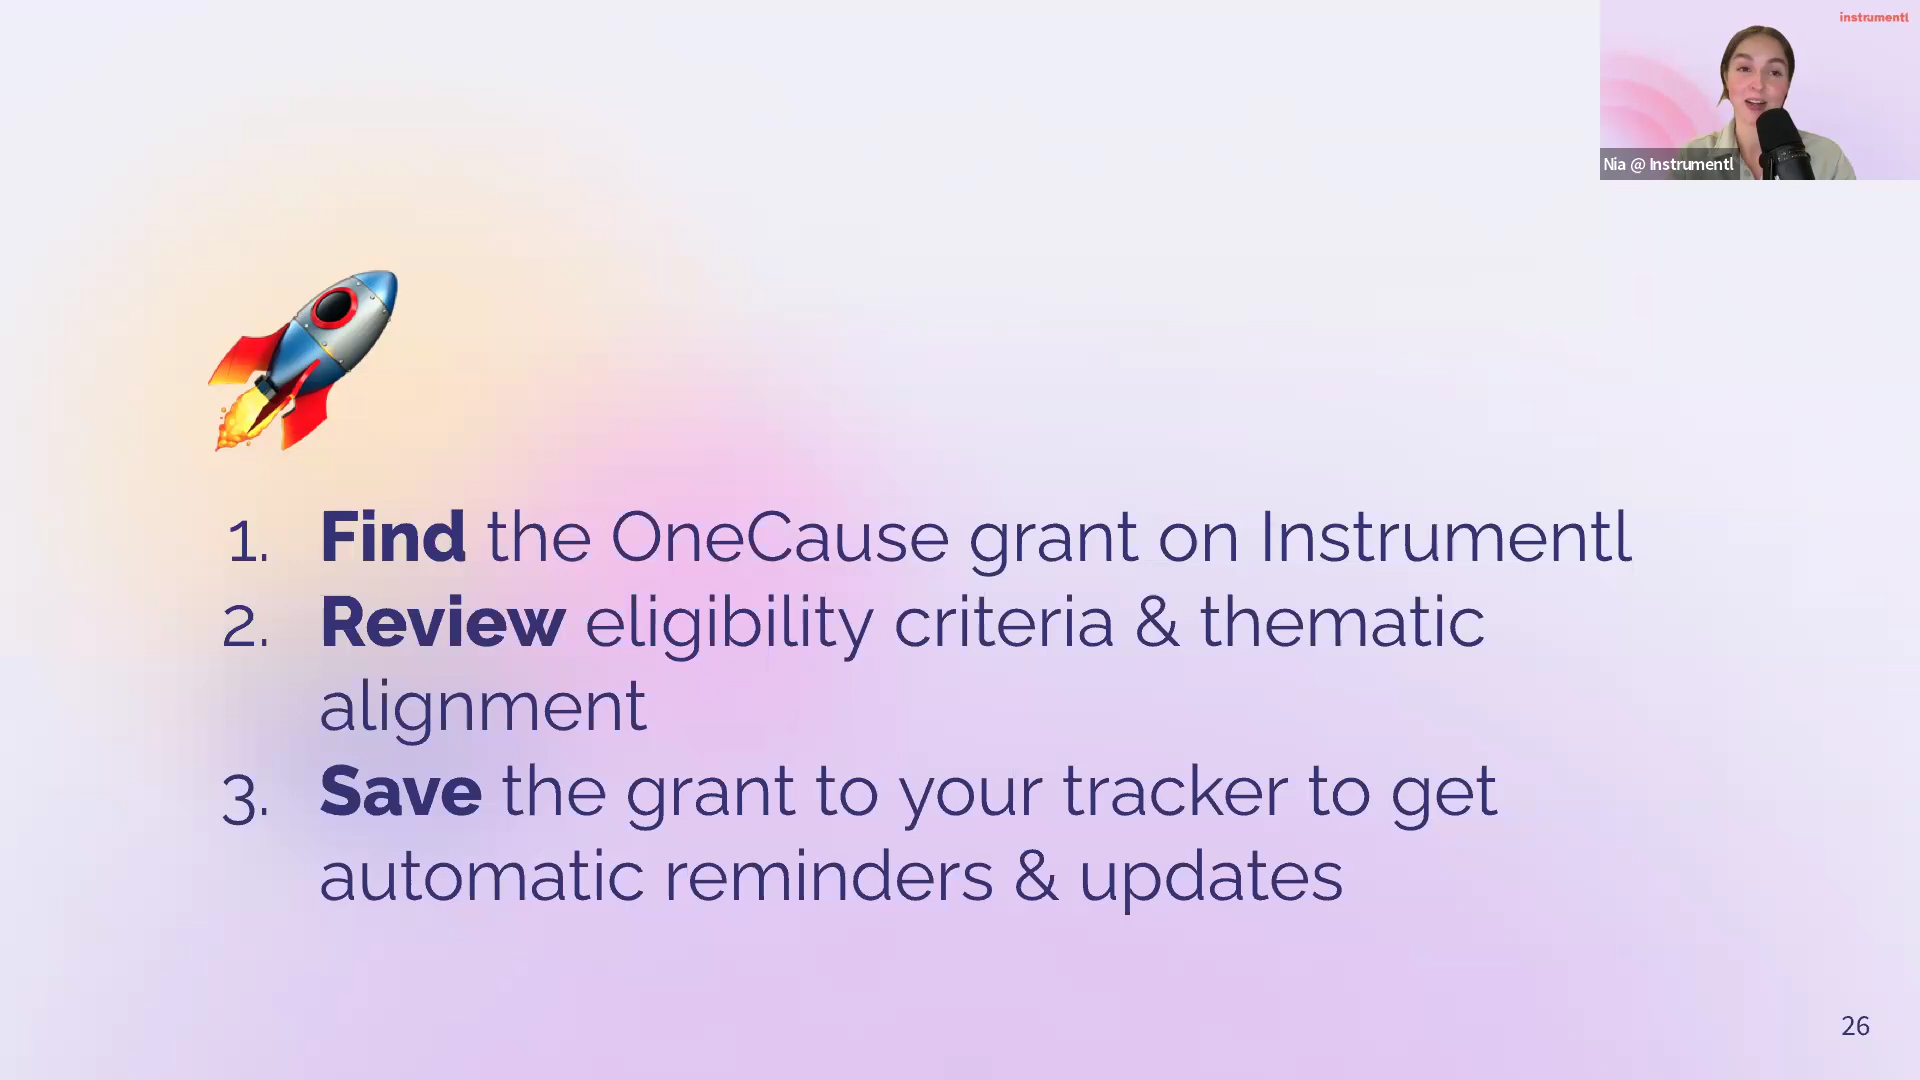 instrumentl
Nia @ Instrumentl
1. Find the OneCause grant on Instrumentl
2. Review eligibility criteria & thematic
alignment
3. Save the grant to your tracker to get
automatic reminders & updates
26